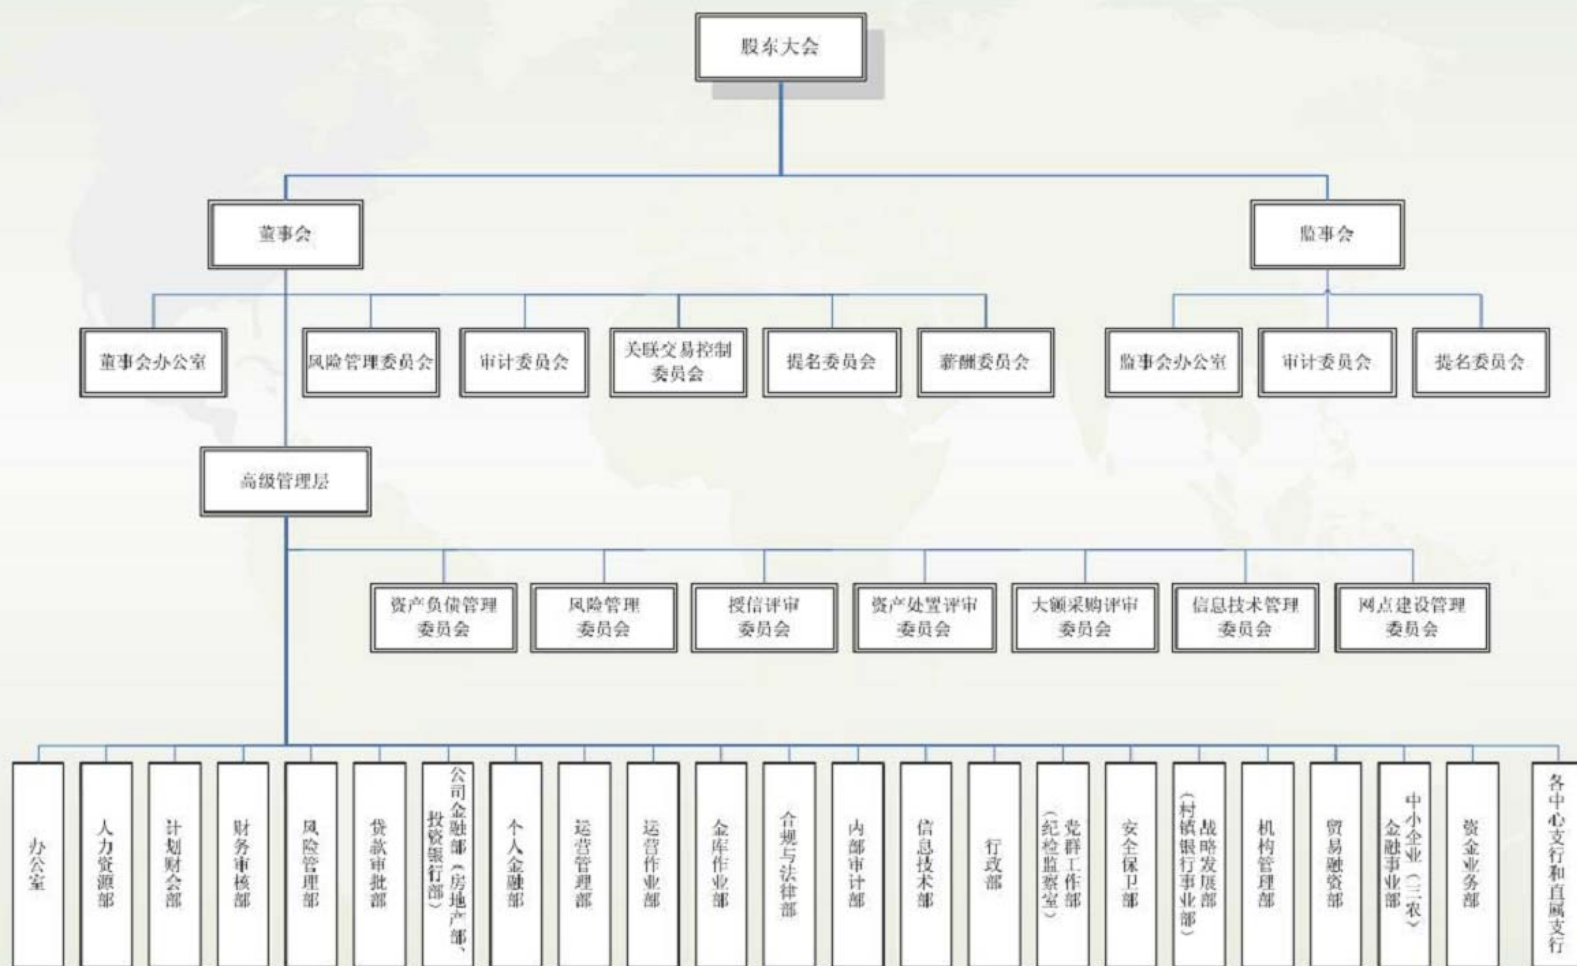 股东大会
董事会
监事会
董事会办公室
风险管理委员会
审计委员会
关联交易控制
委员会
提名委员会
薪酬委员会
监事会办公室
审计委员会
提名委员会
高级管理层
资产负债管理
委员会
风险管理
委员会
授信评审
委员会
资产处置评审
委员会
大额采购评审
委员会
信息技术管理
委员会
网点建设管理
委员会
办公室
人力资源部
计划财会部
财务审核部
风险管理部
贷款审批部
公司金融部（房地产部、
投资银行部）
个人金融部
运营管理部
运营作业部
金库作业部
合规与法律部
内部审计部
信息技术部
行政部
党群工作部
（纪检监察室）
安全保卫部
战略发展部
（村镇银行事业部）
机构管理部
贸易融资部
中小企业（三农）
金融事业部
资金业务部
各中心支行和直属支行